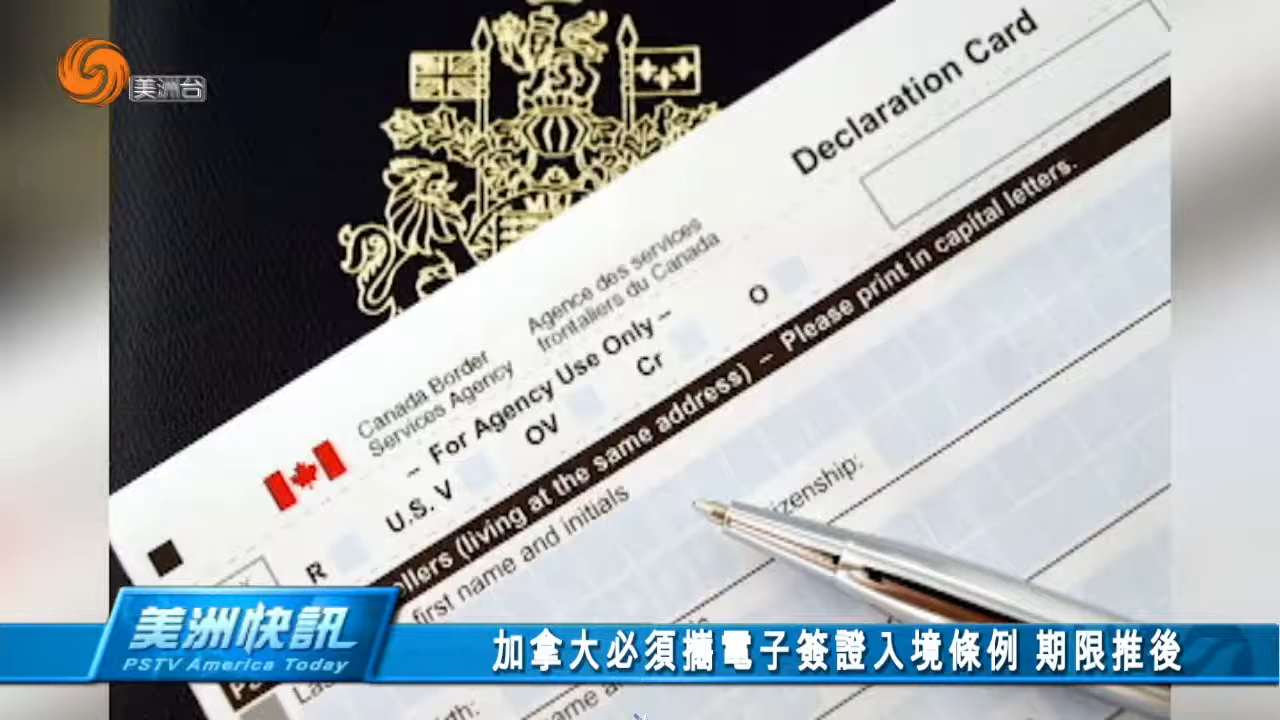 美洲台
Declaration Card
Canada Border
Services Agency
Agence des services
frontaliers du Canada
– For Agency Use Only –
R
U.S. V
OV
Cr
O
(living at the same address) – Please print in capital letters.
first name and initials
美洲快訊
PSTV America Today
加拿大必須攜電子簽證入境條例 期限推後